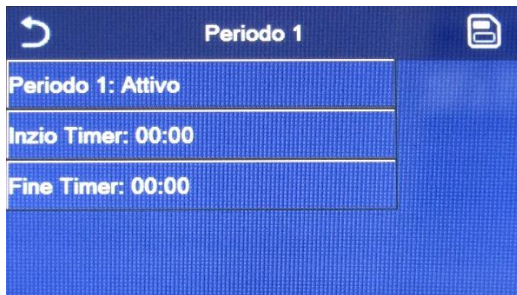 Periodo 1
Periodo 1: Attivo
Inzio Timer: 00:00
Fine Timer: 00:00